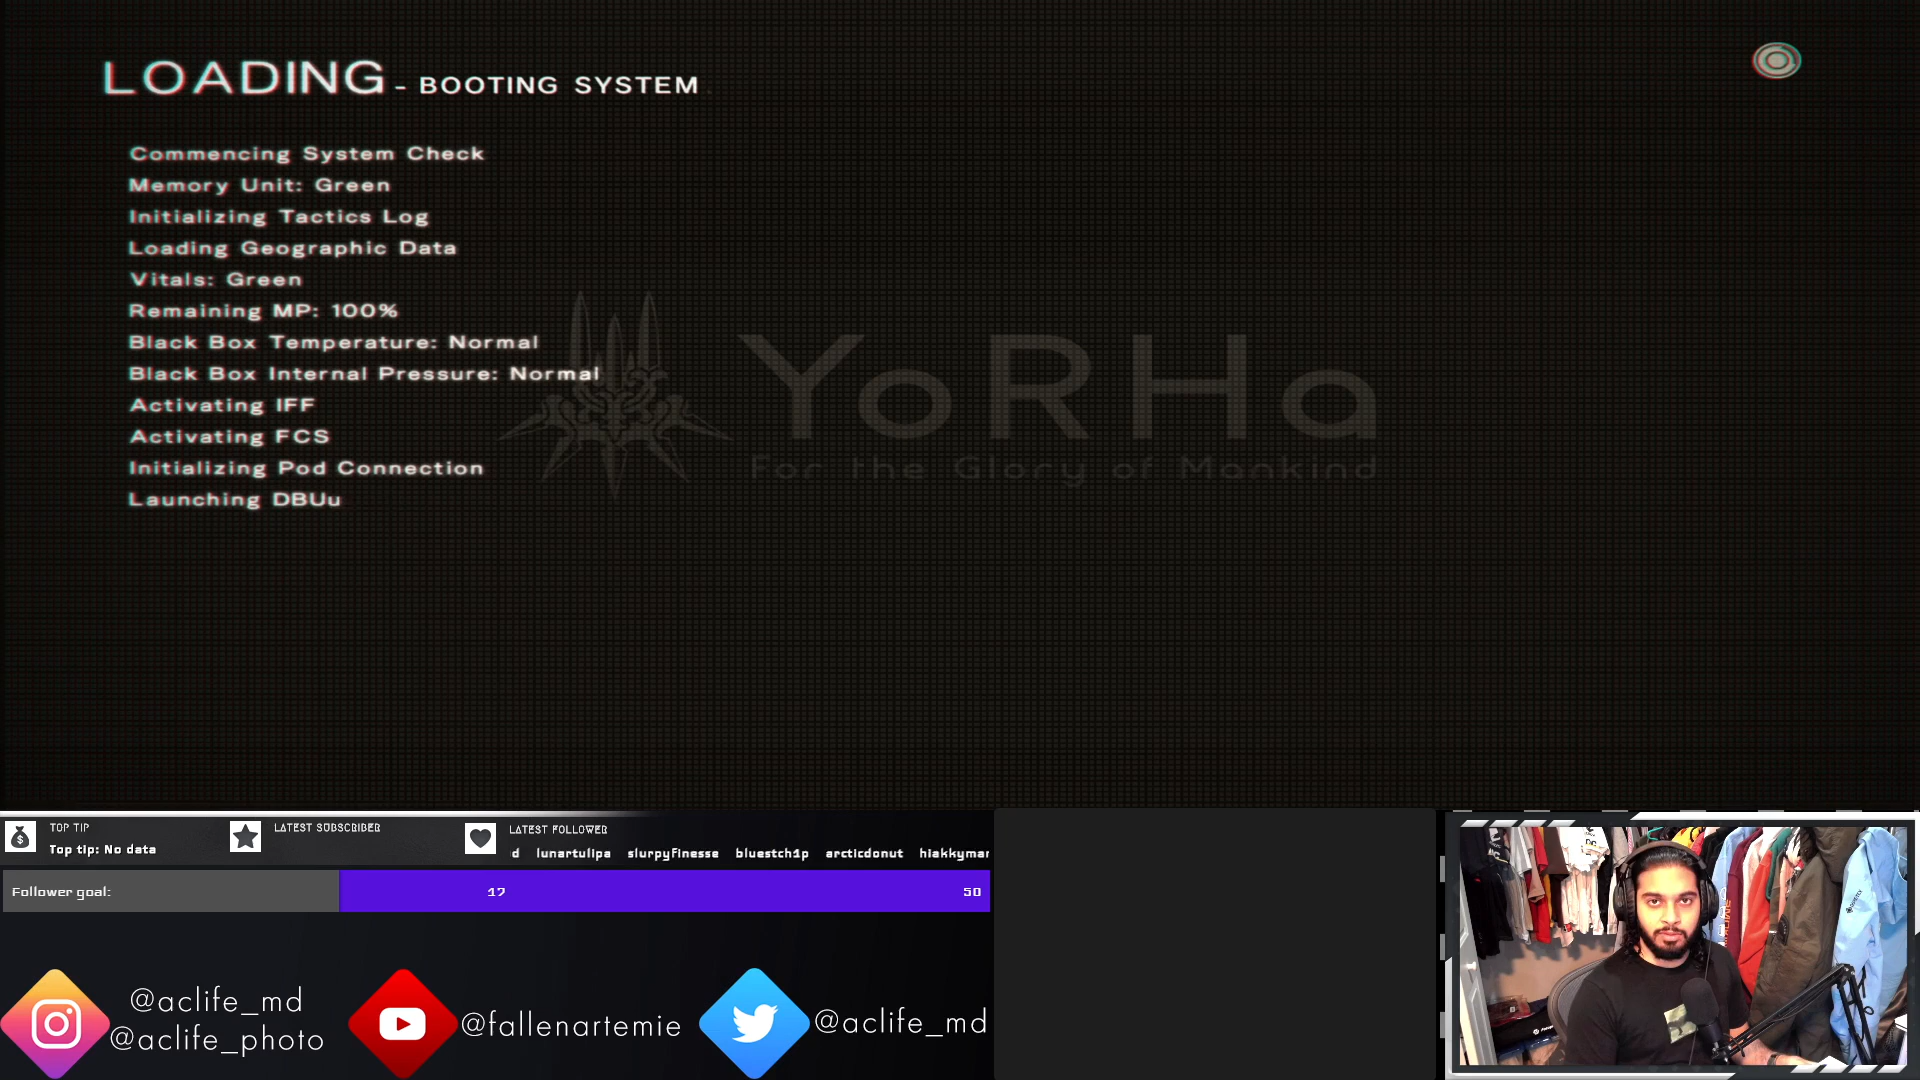 LOADING - BOOTING SYSTEM
Commencing System Check
Memory Unit: Green
Initializing Tactics Log
Loading Geographic Data
Vitals: Green
Remaining MP: 100%
Black Box Temperature: Normal
Black Box Internal Pressure: Normal
Activating IFF
Activating FCS
Initializing Pod Connection
Launching DBUu
YoRHa
For the Glory of Mankind
TOP TIP
Top tip: No data
LATEST SUBSCRIBER
LATEST FOLLOWER
d lunartulipa slurpyfinesse bluestch1p arcticdonut hiakkymar
Follower goal: 17 50
@aclife_md
@aclife_photo
@fallenartemie
@aclife_md